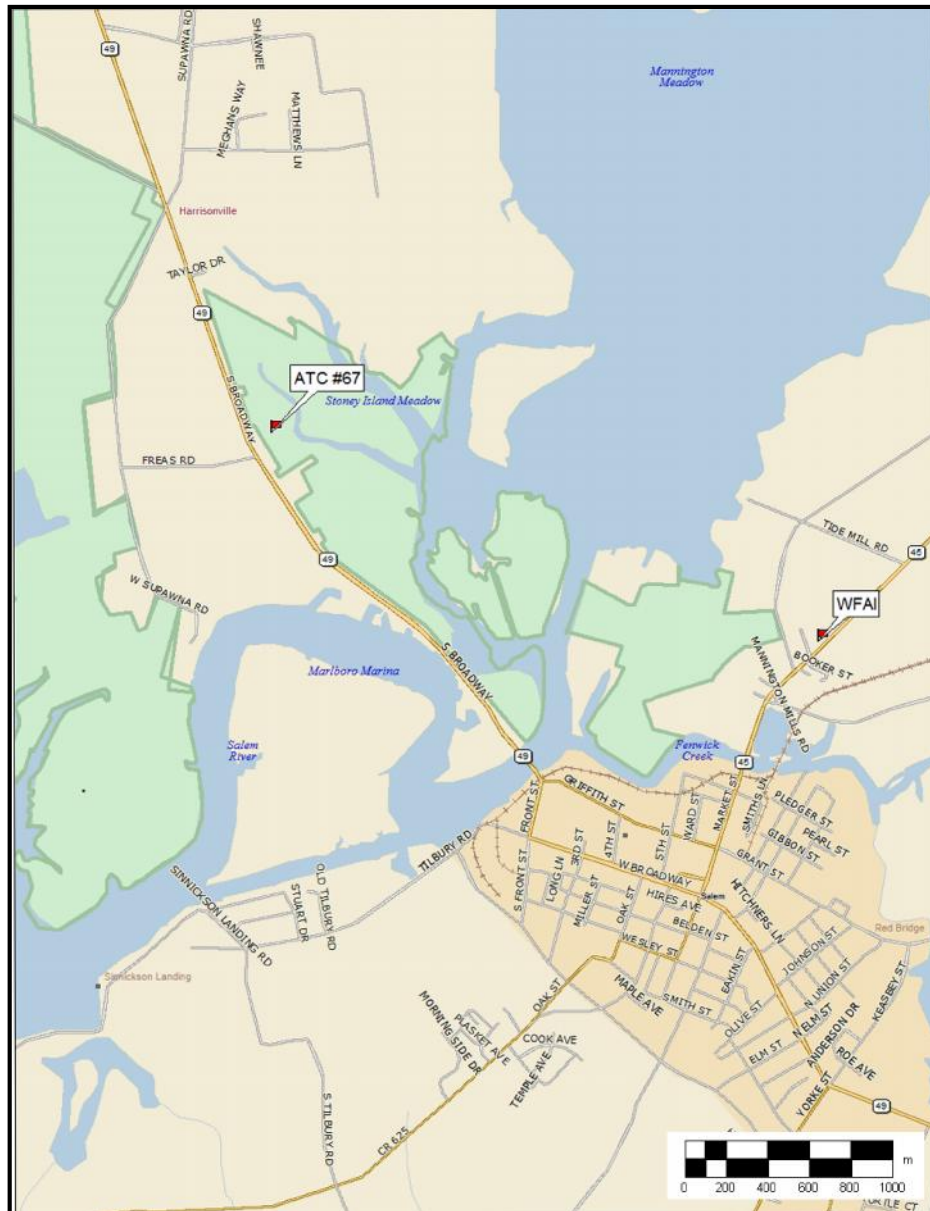 49
SUPAWNA RD
SHAWNEE
MEGHANS WAY
MATTHEWS LN
Mannington
Meadow
Harrisonville
TAYLOR DR
49
ATC #67
S BROADWAY
Stoney Island Meadow
FREAS RD
49
TIDE MILL RD
45
W SUPAWNA RD
WFAI
BOOKER ST
MANNINGTON MILLS RD
S BROADWAY
Marlboro Marina
Salem
River
Fenwick
Creek
49
45
GRIFFITH ST
FRONT ST
WARD ST
MARKET ST
SMITHS LN
PLEDGER ST
PEARL ST
GIBBON ST
TILBURY RD
3RD ST
4TH ST
5TH ST
W.BROADWAY
GRANT ST
S FRONT ST
LONG LN
MILLER ST
OAK ST
HIRES AVE
Salem
HITCHNERS LN
SINNICKSON LANDING RD
STUART DR
OLD TILBURY RD
BELDEN ST
WESLEY ST
Red Bridge
JOHNSON ST
N UNION ST
KEASBEY ST
EAKIN ST
Sinnickson Landing
MAPLE AVE
SMITH ST
OLIVE ST
N ELM ST
ELM ST
ANDERSON DR
ROE AVE
OAK ST
MORNING SIDE DR
PLASKET AVE
COOK AVE
TEMPLE AVE
YORKE ST
49
S TILBURY RD
CR 625
m
0 200 400 600 800 1000